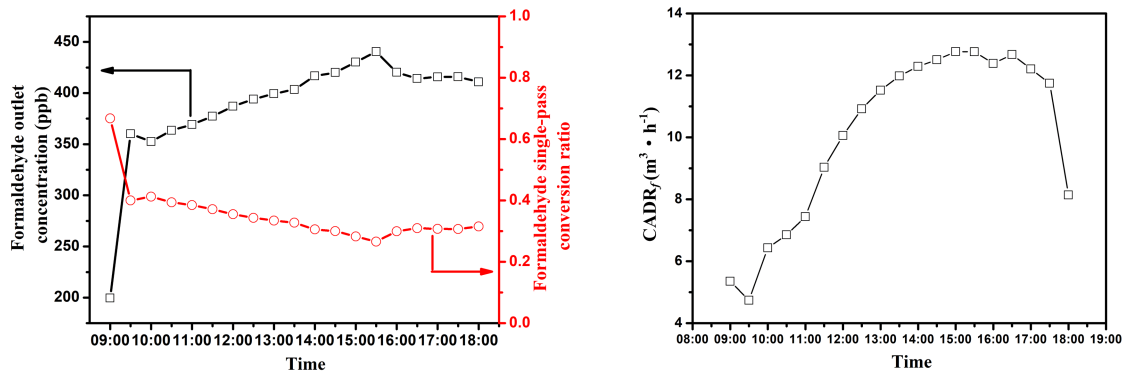 Formaldehyde outlet
concentration (ppb)
450
400
350
300
250
200
1.0
0.8
0.6
0.4
0.2
0.0
Formaldehyde single-pass
conversion ratio
09:00 10:00 11:00 12:00 13:00 14:00 15:00 16:00 17:00 18:00
Time
CADR_f (m³・h⁻¹)
14
12
10
8
6
4
08:00 09:00 10:00 11:00 12:00 13:00 14:00 15:00 16:00 17:00 18:00 19:00
Time